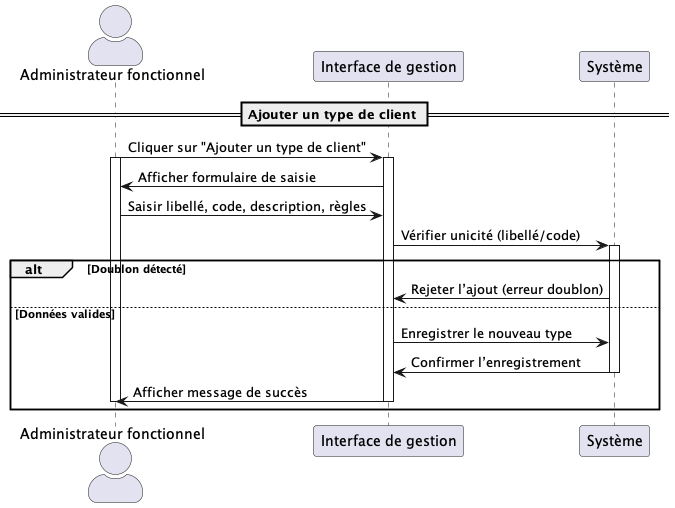 Administrateur fonctionnel
Interface de gestion
Système
Ajouter un type de client
Cliquer sur "Ajouter un type de client"
Afficher formulaire de saisie
Saisir libellé, code, description, règles
Vérifier unicité (libellé/code)
alt
[Doublon détecté]
Rejeter l’ajout (erreur doublon)
[Données valides]
Enregistrer le nouveau type
Confirmer l’enregistrement
Afficher message de succès
Administrateur fonctionnel
Interface de gestion
Système